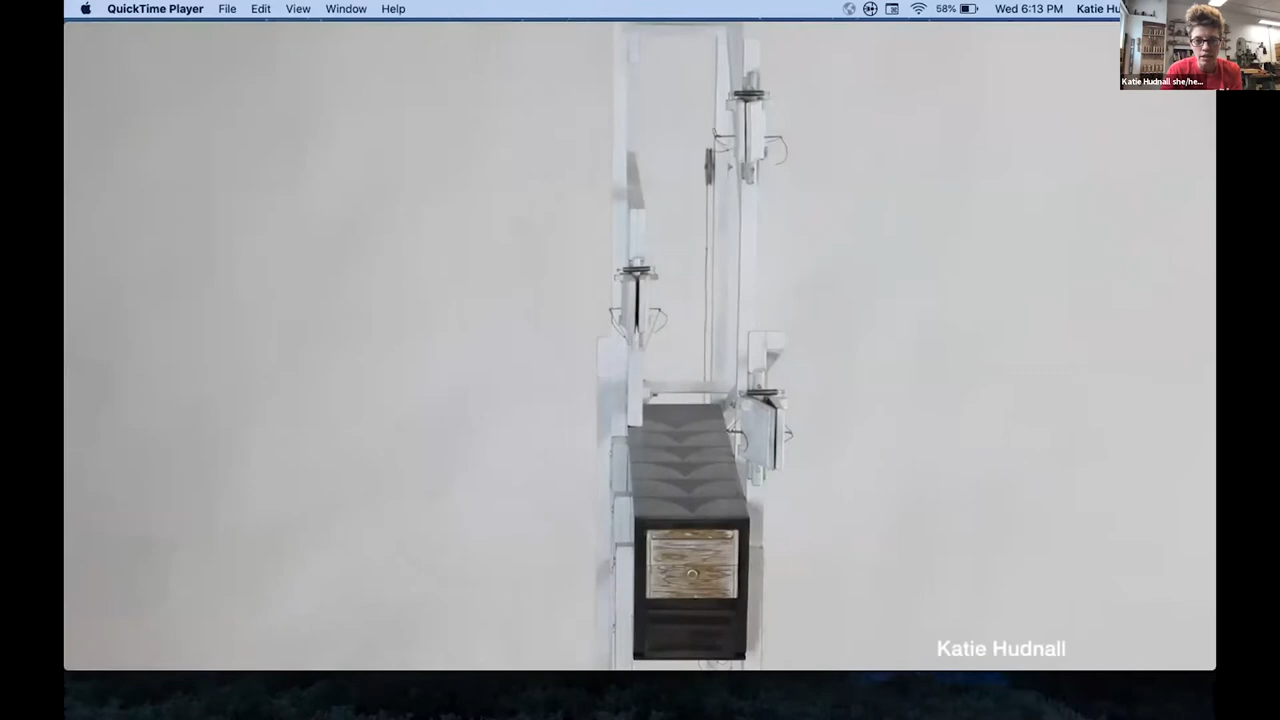 QuickTime Player File Edit View Window Help 58% Wed 6:13 PM Katie Hu
Katie Hudnall she/he...
Katie Hudnall